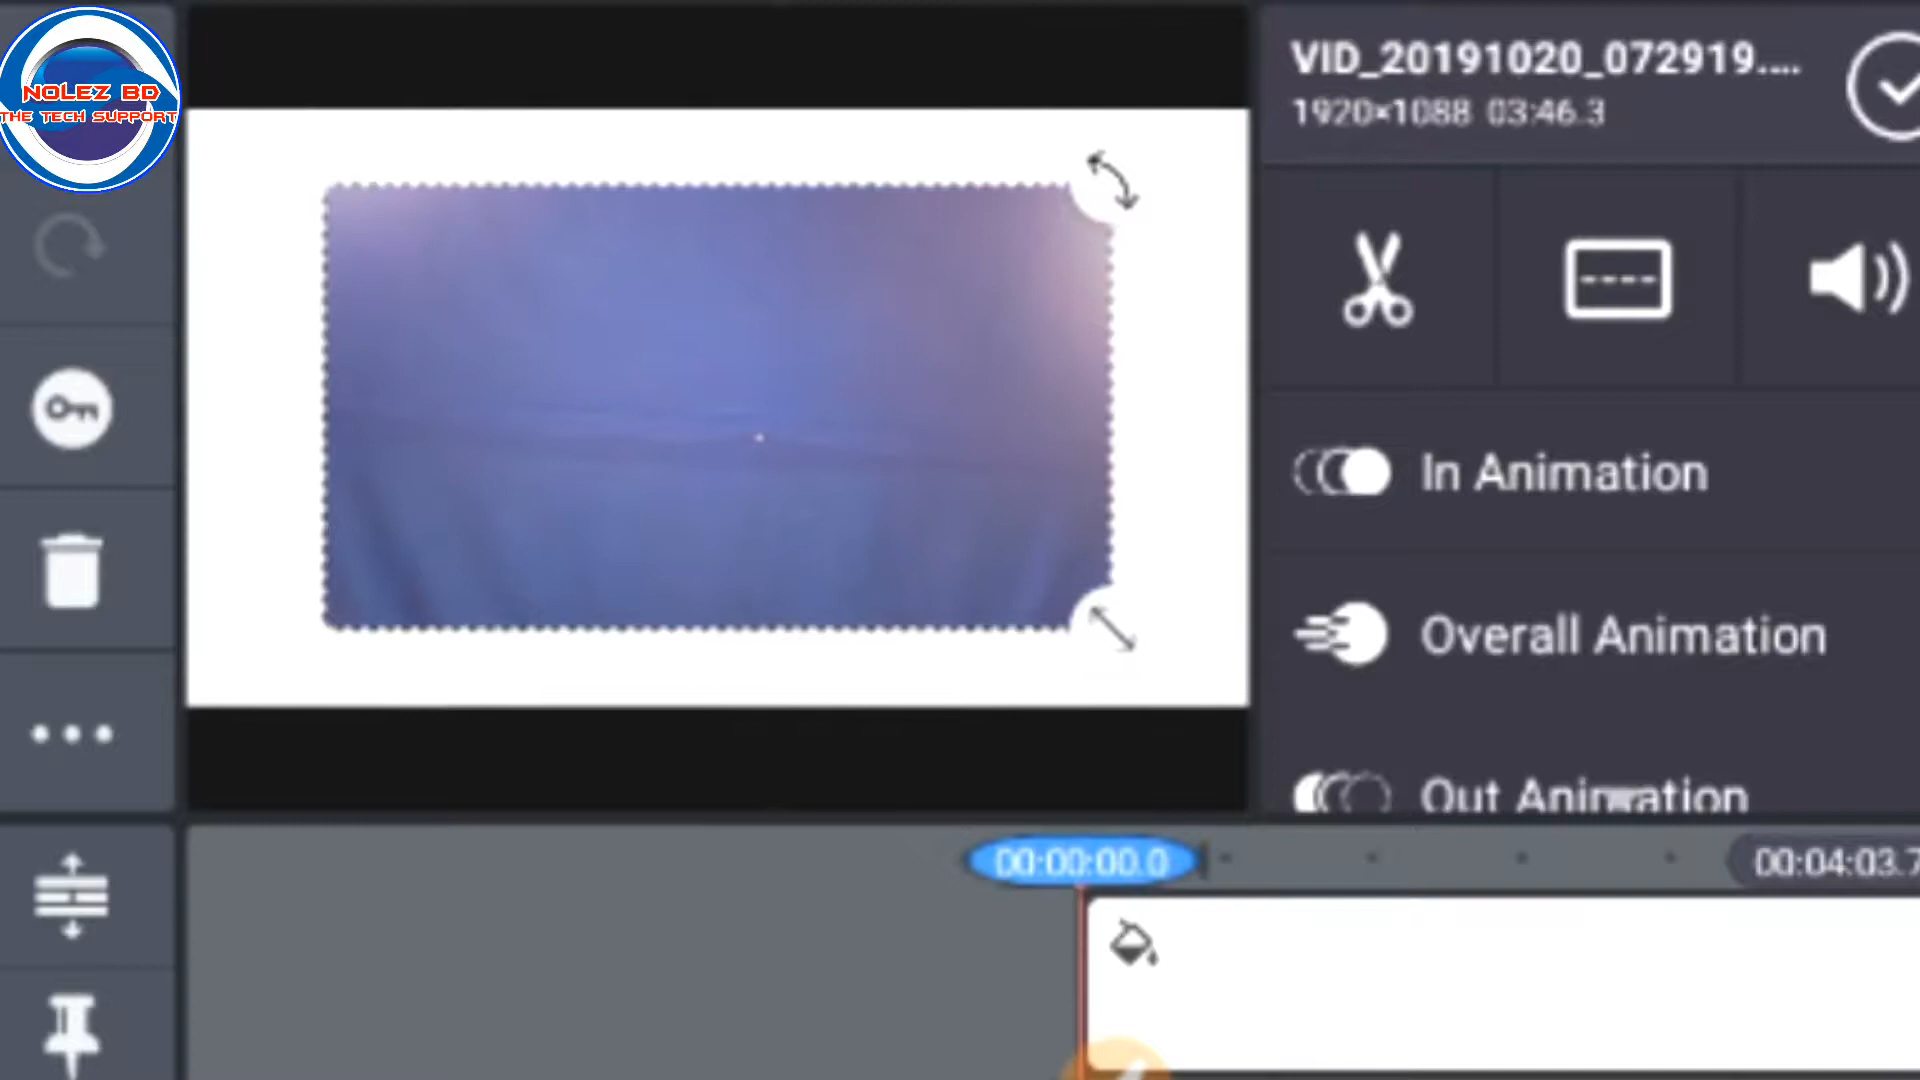 NOLEZ BD
THE TECH SUPPORT
VID_20191020_072919....
1920×1088 03:46.3
In Animation
Overall Animation
Out Animation
00:00:00.0
00:04:03.7